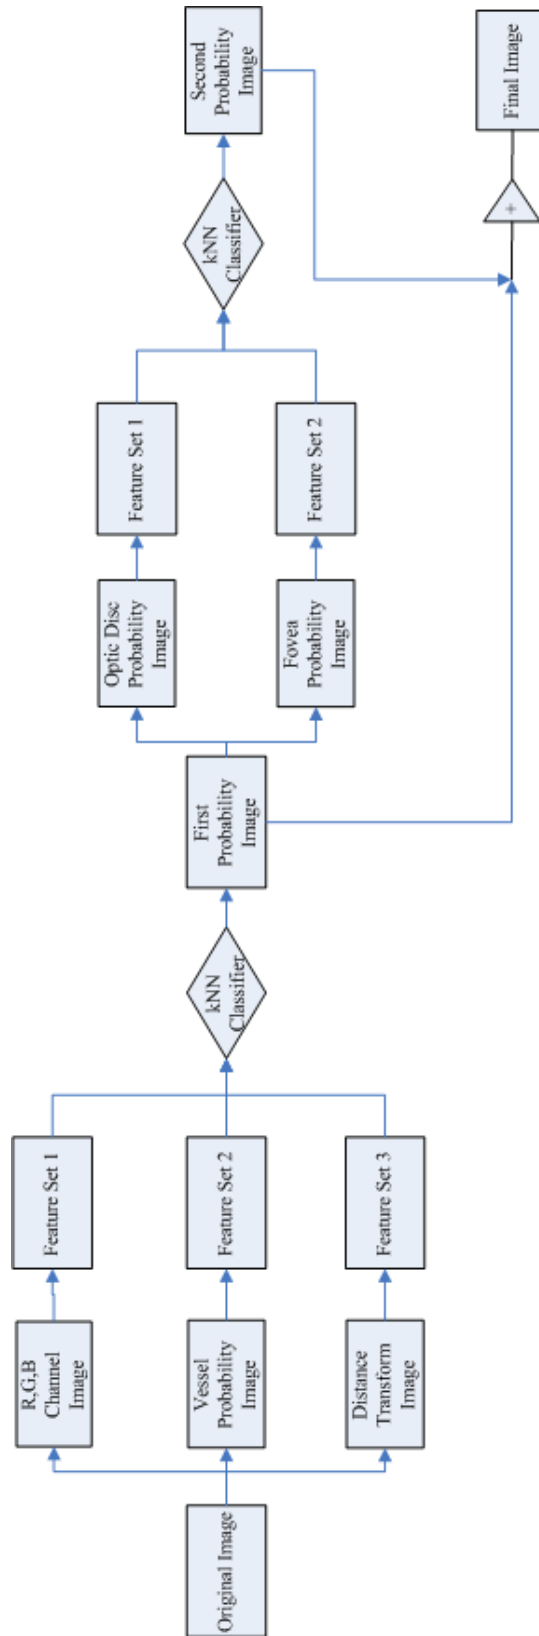 Original Image
R,G,B
Channel
Image
Vessel
Probability
Image
Distance
Transform
Image
Feature Set 1
Feature Set 2
Feature Set 3
kNN
Classifier
First
Probability
Image
Optic Disc
Probability
Image
Fovea
Probability
Image
Feature Set 1
Feature Set 2
kNN
Classifier
Second
Probability
Image
+
Final Image